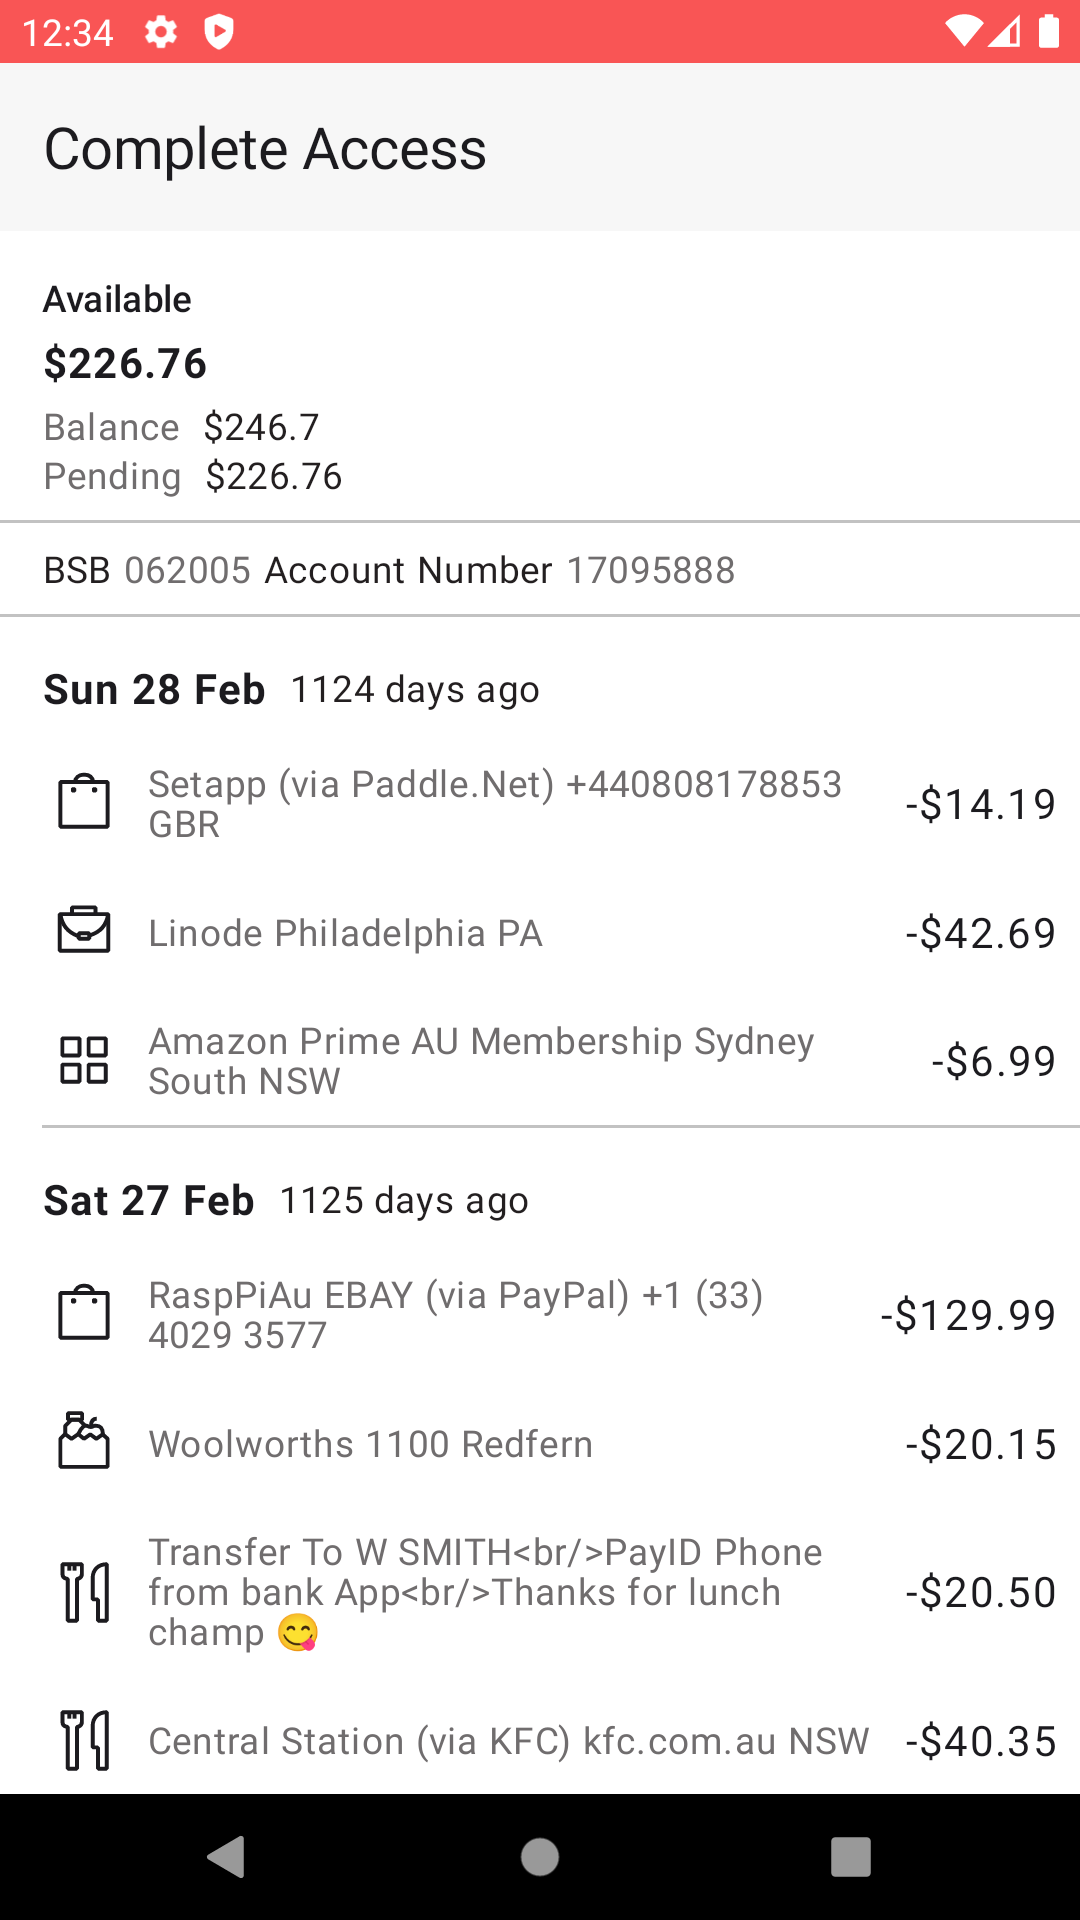 12:34
Complete Access
Available
$226.76
Balance $246.7
Pending $226.76
BSB 062005 Account Number 17095888
Sun 28 Feb 1124 days ago
Setapp (via Paddle.Net) +440808178853
GBR
-$14.19
Linode Philadelphia PA -$42.69
Amazon Prime AU Membership Sydney
South NSW
-$6.99
Sat 27 Feb 1125 days ago
RaspPiAu EBAY (via PayPal) +1 (33)
4029 3577
-$129.99
Woolworths 1100 Redfern -$20.15
Transfer To W SMITH<br/>PayID Phone
from bank App<br/>Thanks for lunch
champ 😋
-$20.50
Central Station (via KFC) kfc.com.au NSW -$40.35